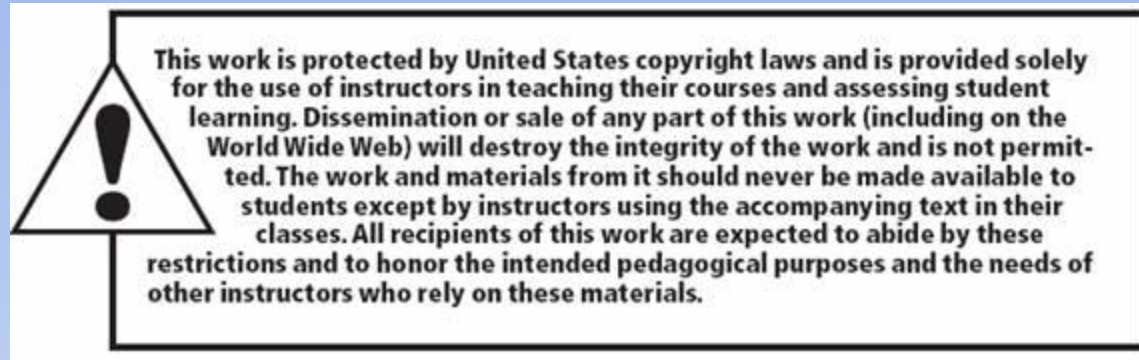 This work is protected by United States copyright laws and is provided solely
for the use of instructors in teaching their courses and assessing student
learning. Dissemination or sale of any part of this work (including on the
World Wide Web) will destroy the integrity of the work and is not permit-
ted. The work and materials from it should never be made available to
students except by instructors using the accompanying text in their
classes. All recipients of this work are expected to abide by these
restrictions and to honor the intended pedagogical purposes and the needs of
other instructors who rely on these materials.